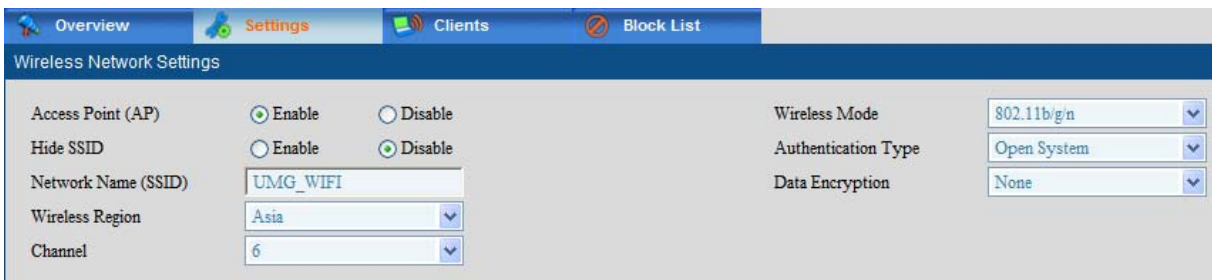 Overview Settings Clients Block List
Wireless Network Settings
Access Point (AP) Enable Disable Wireless Mode 802.11b/g/n
Hide SSID Enable Disable Authentication Type Open System
Network Name (SSID) UMG_WIFI Data Encryption None
Wireless Region Asia
Channel 6